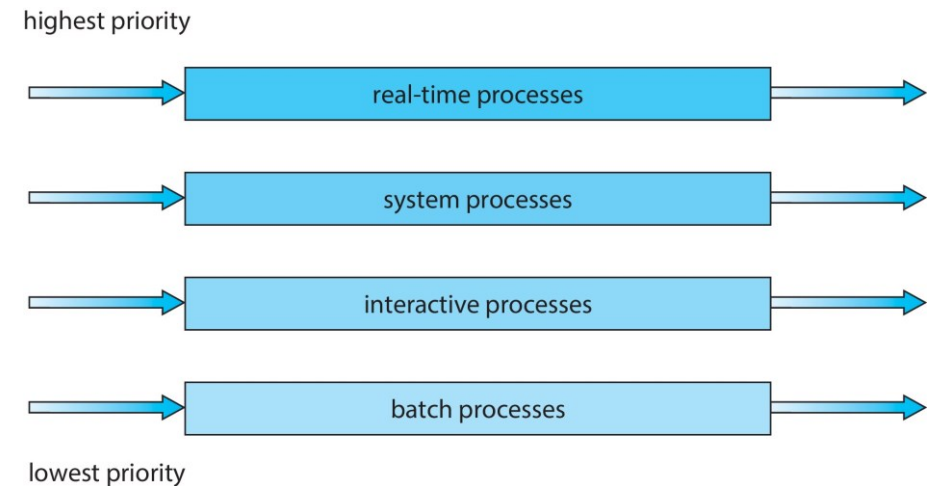 highest priority
real-time processes
system processes
interactive processes
batch processes
lowest priority